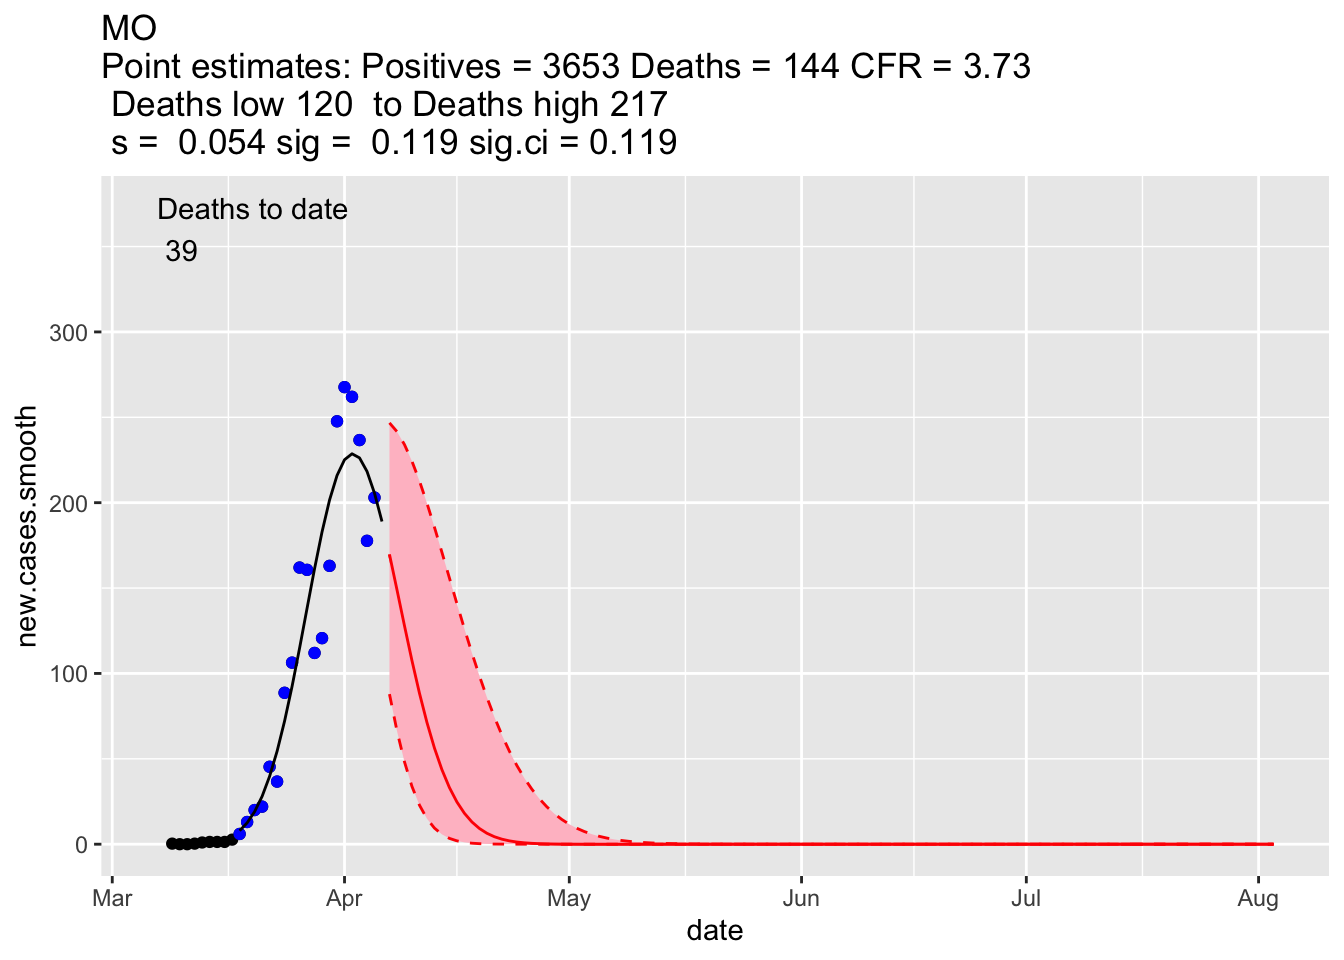 MO
Point estimates: Positives = 3653 Deaths = 144 CFR = 3.73
Deaths low 120  to Deaths high 217
s =  0.054 sig =  0.119 sig.ci = 0.119
Deaths to date
39
300
200
100
0
new.cases.smooth
Mar Apr May Jun Jul Aug
date